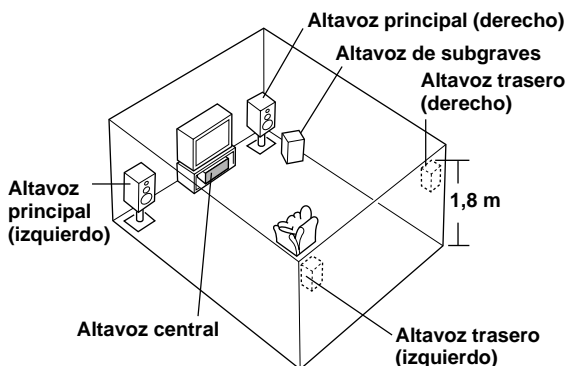 Altavoz principal (derecho)
Altavoz de subgraves
Altavoz trasero
(derecho)
1,8 m
Altavoz
principal
(izquierdo)
Altavoz central
Altavoz trasero
(izquierdo)